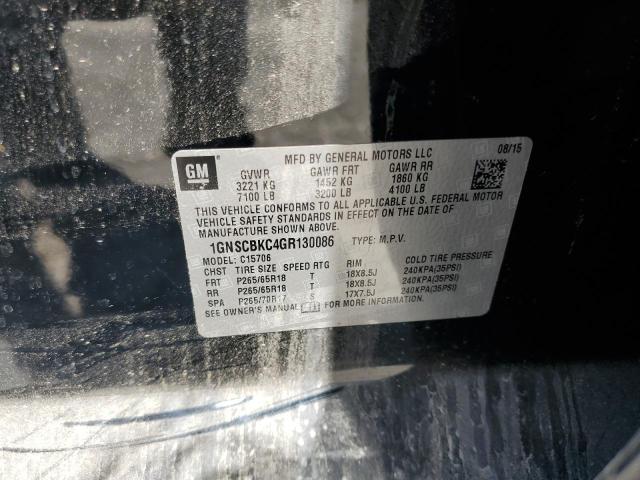 GM
MFD BY GENERAL MOTORS LLC 08/15
GVWR GAWR FRT GAWR RR
3221 KG 1452 KG 1860 KG
7100 LB 3200 LB 4100 LB
THIS VEHICLE CONFORMS TO ALL APPLICABLE U.S. FEDERAL MOTOR
VEHICLE SAFETY STANDARDS IN EFFECT ON THE DATE OF
MANUFACTURE SHOWN ABOVE.
1GNSCBKC4GR130086 TYPE: M.P.V.
MODEL: C15706
CHST TIRE SIZE SPEED RTG RIM COLD TIRE PRESSURE
FRT P265/65R18 T 18X8.5J 240KPA(35PSI)
RR P265/65R18 T 18X8.5J 240KPA(35PSI)
SPA P265/70R17 S 17X7.5J 240KPA(35PSI)
SEE OWNER'S MANUAL FOR MORE INFORMATION.